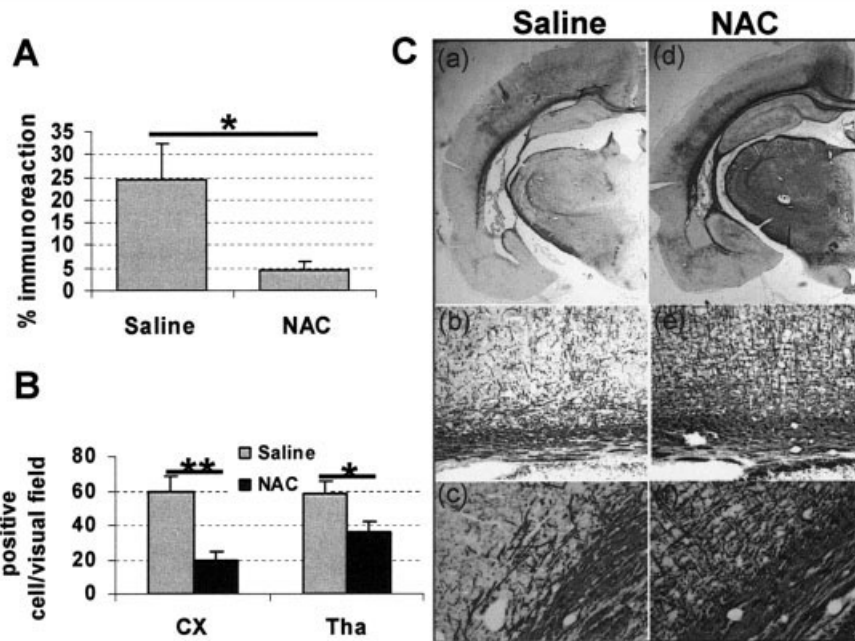 Saline NAC
A
C
(a)
(d)
*
% immunoreaction
35
30
25
20
15
10
5
0
Saline NAC
(b)
(e)
B
positive
cell/visual field
80
60
40
20
0
**
*
Saline
NAC
CX Tha
(c)
(f)